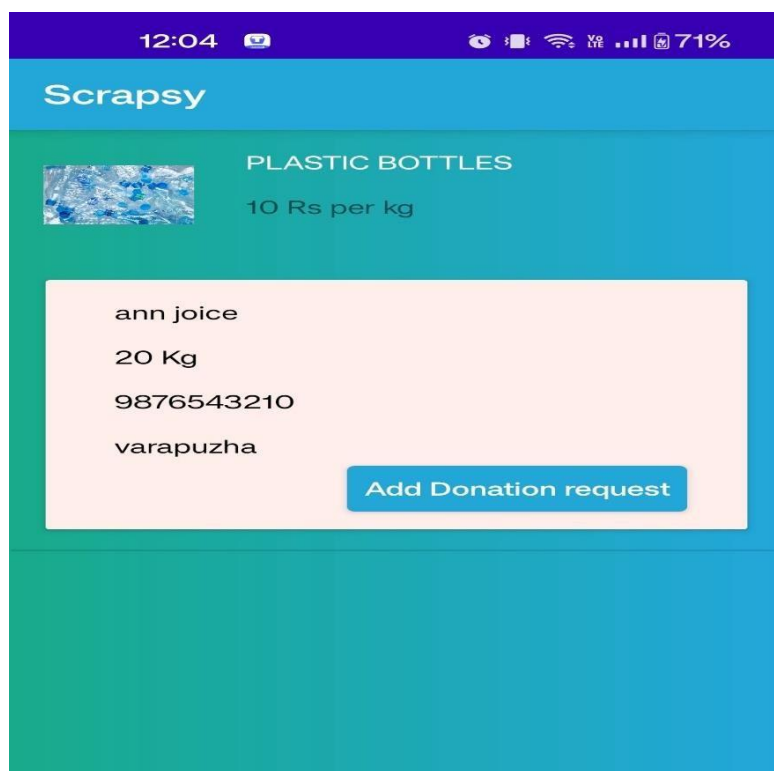 12:04 71%
Scrapsy
PLASTIC BOTTLES
10 Rs per kg
ann joice
20 Kg
9876543210
varapuzha
Add Donation request